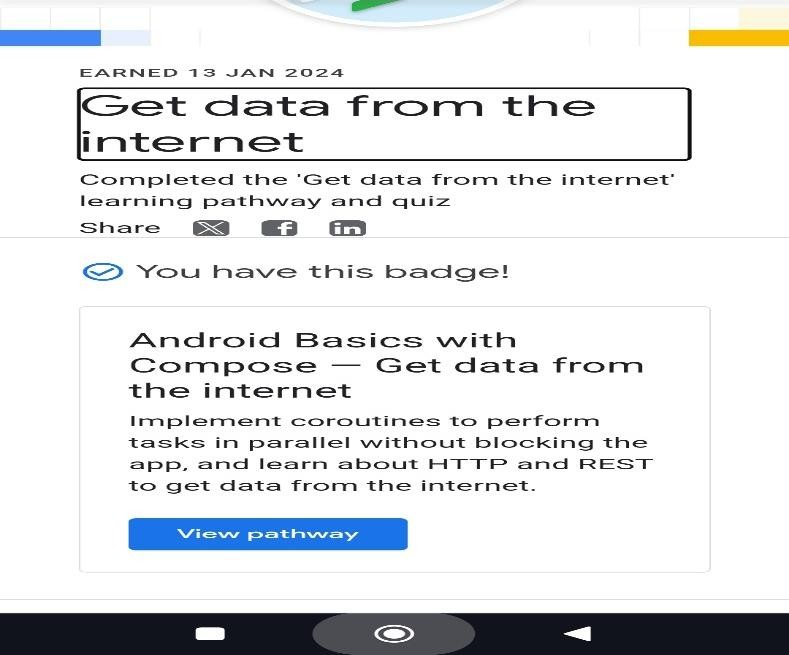 EARNED 13 JAN 2024
Get data from the
internet
Completed the 'Get data from the internet'
learning pathway and quiz
Share
You have this badge!
Android Basics with
Compose — Get data from
the internet
Implement coroutines to perform
tasks in parallel without blocking the
app, and learn about HTTP and REST
to get data from the internet.
View pathway